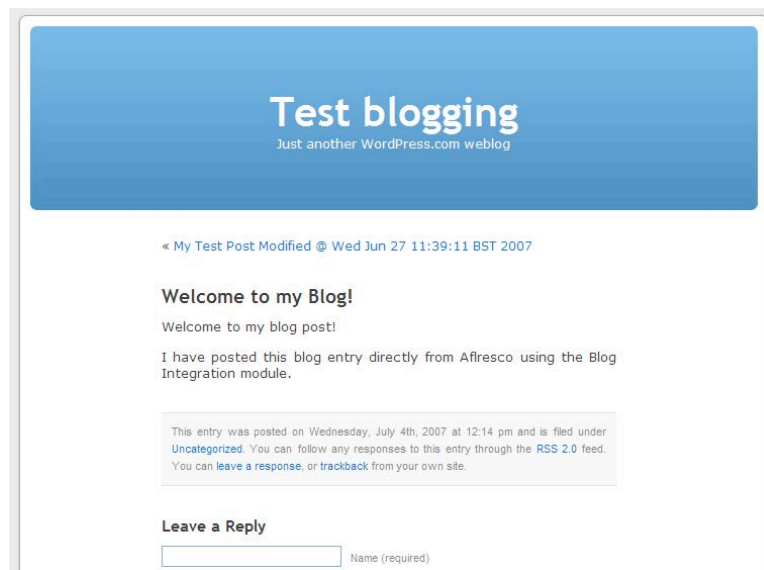 Test blogging
Just another WordPress.com weblog
« My Test Post Modified @ Wed Jun 27 11:39:11 BST 2007
Welcome to my Blog!
Welcome to my blog post!
I have posted this blog entry directly from Aflresco using the Blog
Integration module.
This entry was posted on Wednesday, July 4th, 2007 at 12:14 pm and is filed under
Uncategorized. You can follow any responses to this entry through the RSS 2.0 feed.
You can leave a response, or trackback from your own site.
Leave a Reply
Name (required)